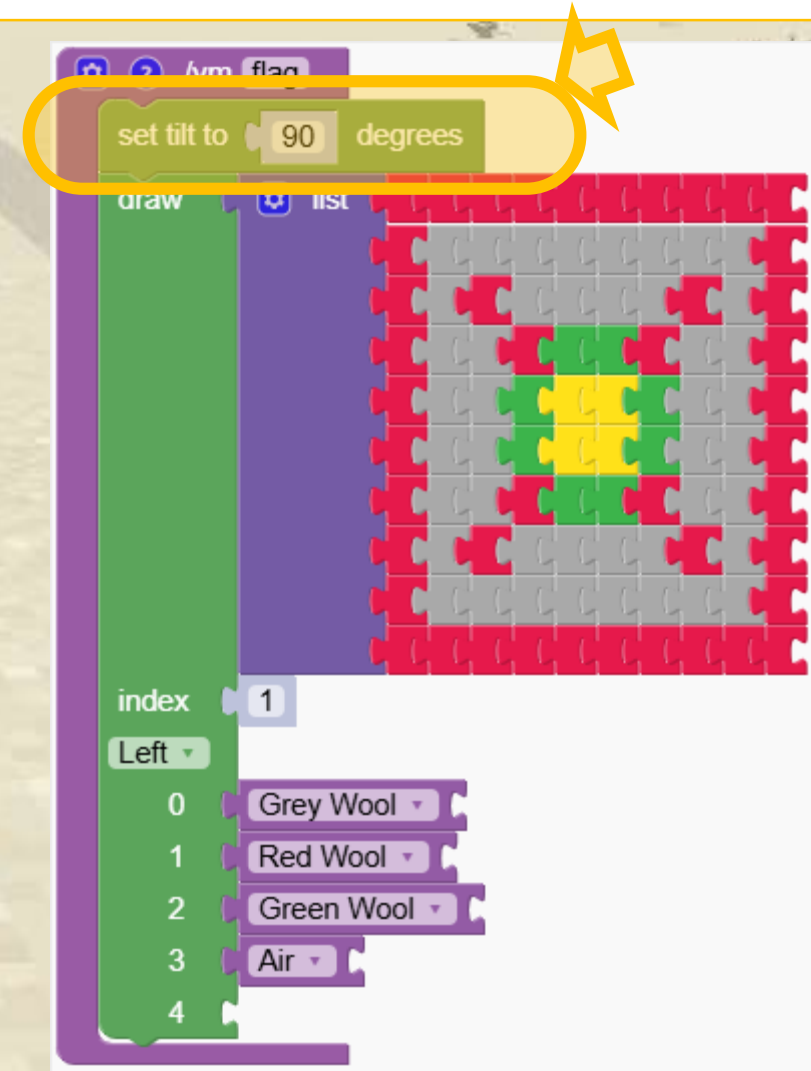 ? /vm flag
set tilt to 90 degrees
draw list
index 1
Left
0 Grey Wool
1 Red Wool
2 Green Wool
3 Air
4